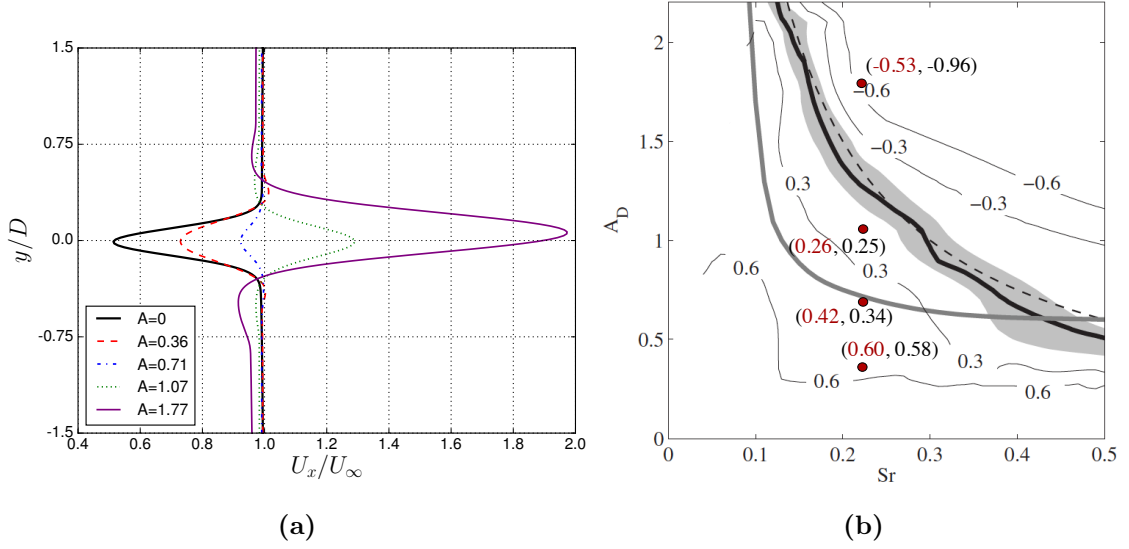 1.5
0.75
0.0
-0.75
-1.5
y/D
A=0
A=0.36
A=0.71
A=1.07
A=1.77
0.4 0.6 0.8 1.0 1.2 1.4 1.6 1.8 2.0
U_x/U_∞
(a)
2
1.5
1
0.5
0
A_D
(-0.53, -0.96)
−0.6
−0.3
0.3
−0.6
−0.3
(0.26, 0.25)
0.3
0.6
(0.42, 0.34)
(0.60, 0.58)
0.3
0.6
0.6
0 0.1 0.2 0.3 0.4 0.5
Sr
(b)